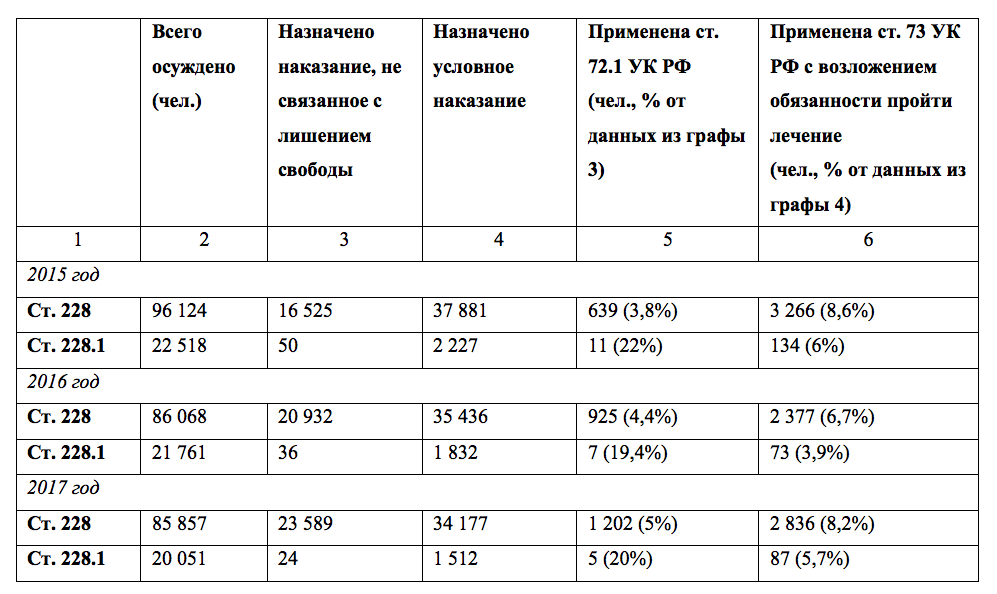 Всего осуждено (чел.) | Назначено наказание, не связанное с лишением свободы | Назначено условное наказание | Применена ст. 72.1 УК РФ (чел., % от данных из графы 3) | Применена ст. 73 УК РФ с возложением обязанности пройти лечение (чел., % от данных из графы 4)
1 | 2 | 3 | 4 | 5 | 6
2015 год
Ст. 228 | 96 124 | 16 525 | 37 881 | 639 (3,8%) | 3 266 (8,6%)
Ст. 228.1 | 22 518 | 50 | 2 227 | 11 (22%) | 134 (6%)
2016 год
Ст. 228 | 86 068 | 20 932 | 35 436 | 925 (4,4%) | 2 377 (6,7%)
Ст. 228.1 | 21 761 | 36 | 1 832 | 7 (19,4%) | 73 (3,9%)
2017 год
Ст. 228 | 85 857 | 23 589 | 34 177 | 1 202 (5%) | 2 836 (8,2%)
Ст. 228.1 | 20 051 | 24 | 1 512 | 5 (20%) | 87 (5,7%)